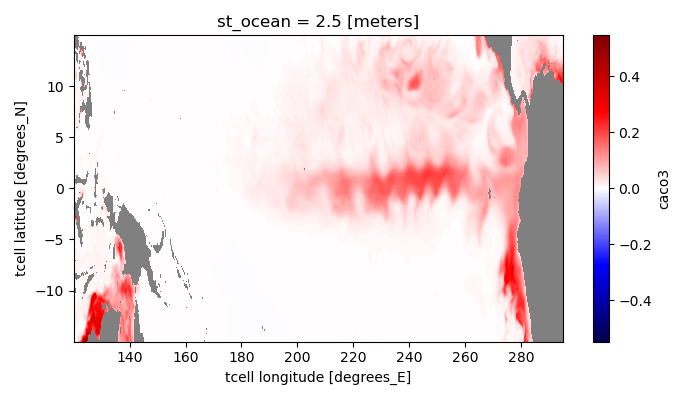 st_ocean = 2.5 [meters]
10
5
0
−5
−10
tcell latitude [degrees_N]
140 160 180 200 220 240 260 280
tcell longitude [degrees_E]
0.4
0.2
0.0
−0.2
−0.4
caco3